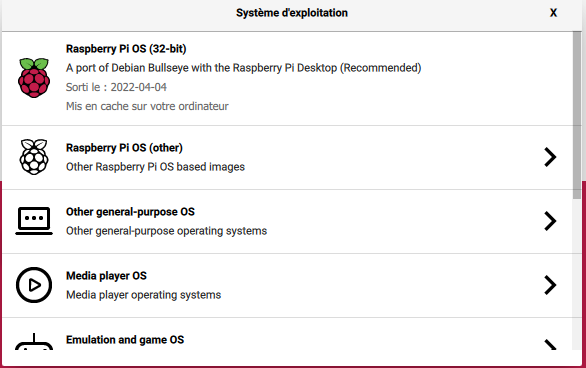 Système d'exploitation
X
Raspberry Pi OS (32-bit)
A port of Debian Bullseye with the Raspberry Pi Desktop (Recommended)
Sorti le : 2022-04-04
Mis en cache sur votre ordinateur
Raspberry Pi OS (other)
Other Raspberry Pi OS based images
Other general-purpose OS
Other general-purpose operating systems
Media player OS
Media player operating systems
Emulation and game OS